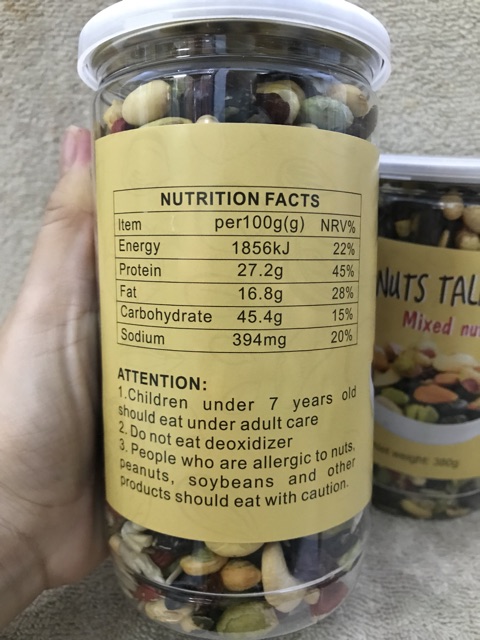 NUTRITION FACTS
Item per100g(g) NRV%
Energy 1856kJ 22%
Protein 27.2g 45%
Fat 16.8g 28%
Carbohydrate 45.4g 15%
Sodium 394mg 20%
ATTENTION:
1.Children under 7 years old
should eat under adult care
2. Do not eat deoxidizer
3. People who are allergic to nuts,
peanuts, soybeans and other
products should eat with caution.
NUTS TAL
Mixed nu
weight: 380g